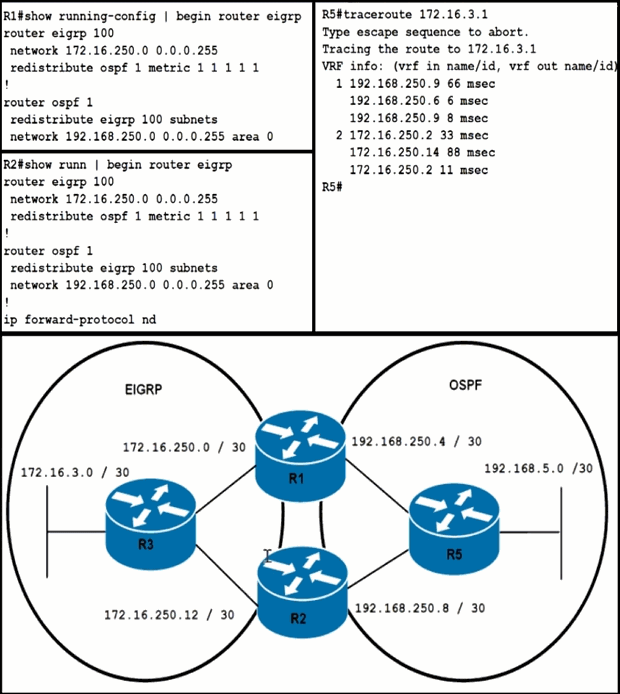 R1#show running-config | begin router eigrp
router eigrp 100
 network 172.16.250.0 0.0.0.255
 redistribute ospf 1 metric 1 1 1 1 1
!
router ospf 1
 redistribute eigrp 100 subnets
 network 192.168.250.0 0.0.0.255 area 0
R2#show runn | begin router eigrp
router eigrp 100
 network 172.16.250.0 0.0.0.255
 redistribute ospf 1 metric 1 1 1 1 1
!
router ospf 1
 redistribute eigrp 100 subnets
 network 192.168.250.0 0.0.0.255 area 0
!
ip forward-protocol nd
R5#traceroute 172.16.3.1
Type escape sequence to abort.
Tracing the route to 172.16.3.1
VRF info: (vrf in name/id, vrf out name/id)
  1 192.168.250.9 66 msec
    192.168.250.6 6 msec
    192.168.250.9 8 msec
  2 172.16.250.2 33 msec
    172.16.250.14 88 msec
    172.16.250.2 11 msec
R5#
EIGRP
OSPF
172.16.250.0 / 30
192.168.250.4 / 30
172.16.3.0 / 30
192.168.5.0 /30
R1
R3
R5
172.16.250.12 / 30
192.168.250.8 / 30
R2